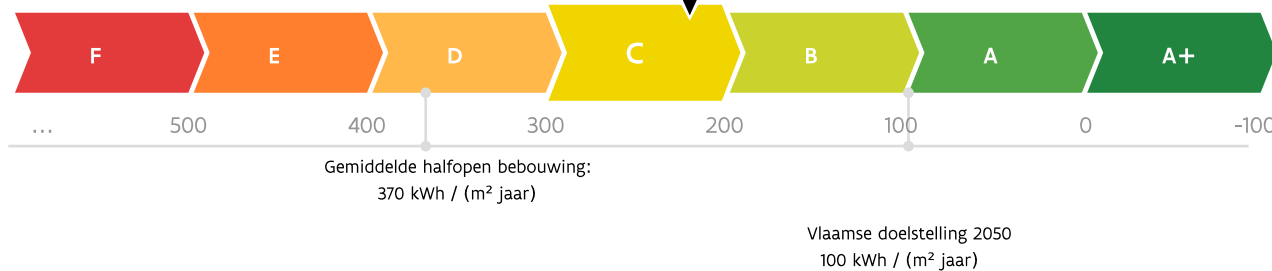 F E D C B A A+
... 500 400 300 200 100 0 -100
Gemiddelde halfopen bebouwing:
370 kWh / (m² jaar)
Vlaamse doelstelling 2050
100 kWh / (m² jaar)